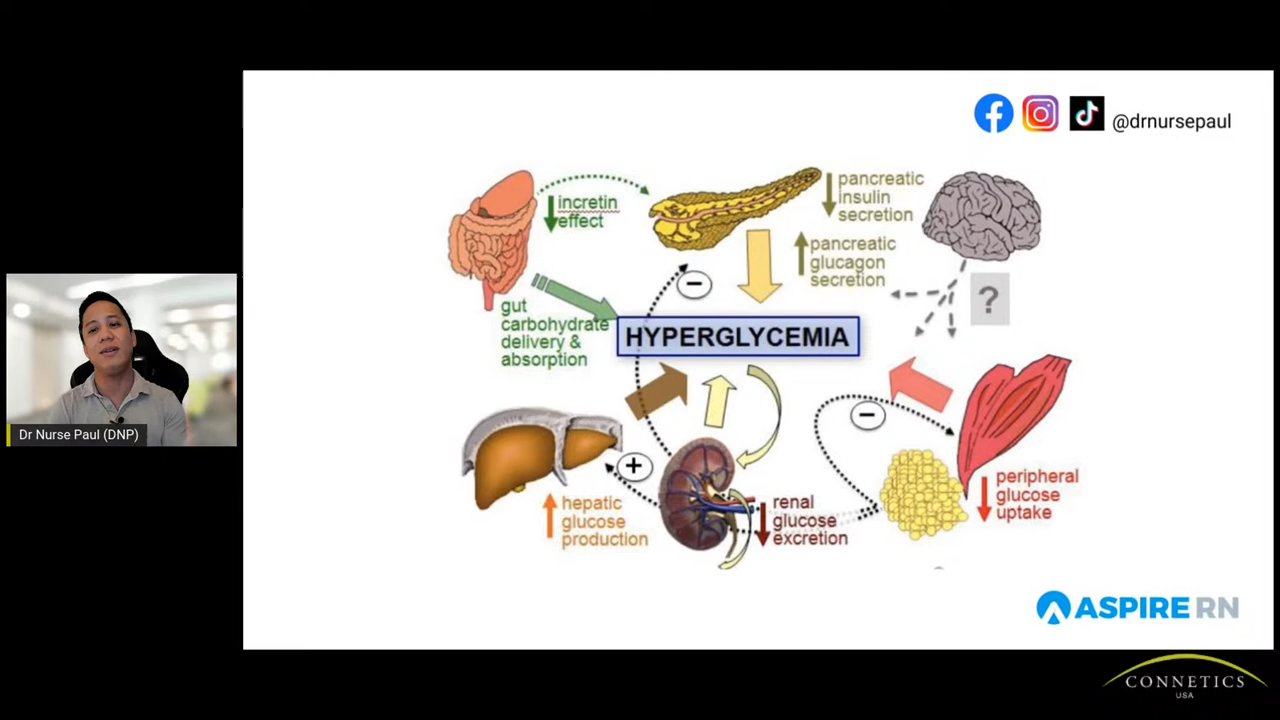 @drnursepaul
incretin
effect
pancreatic
insulin
secretion
pancreatic
glucagon
secretion
gut
carbohydrate
delivery &
absorption
−
?
HYPERGLYCEMIA
−
+
hepatic
glucose
production
renal
glucose
excretion
peripheral
glucose
uptake
Dr Nurse Paul (DNP)
ASPIRE RN
CONNETICS
USA